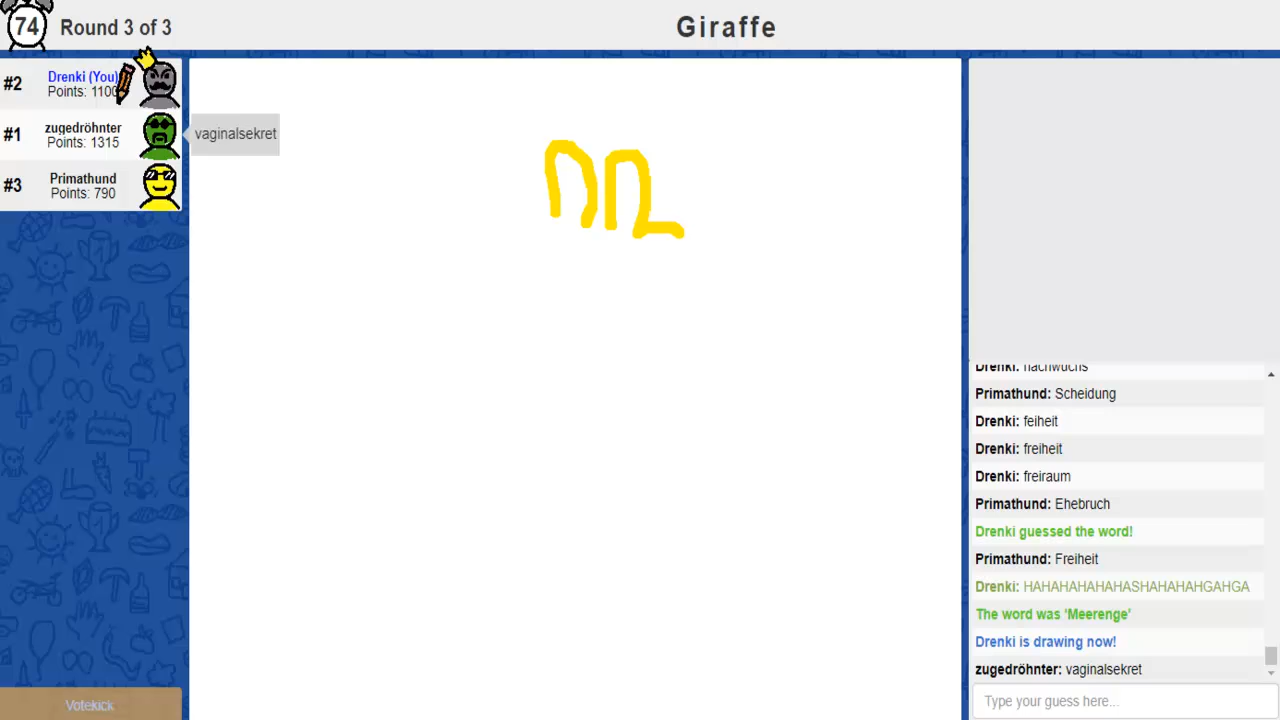 74
Round 3 of 3
Giraffe
#2
Drenki (You)
Points: 1100
#1
zugedröhnter
Points: 1315
vaginalsekret
#3
Primathund
Points: 790
Drenki: nachwuchs
Primathund: Scheidung
Drenki: feiheit
Drenki: freiheit
Drenki: freiraum
Primathund: Ehebruch
Drenki guessed the word!
Primathund: Freiheit
Drenki: HAHAHAHAHAHASHAHAHAHGAHGA
The word was 'Meerenge'
Drenki is drawing now!
zugedröhnter: vaginalsekret
Votekick
Type your guess here...